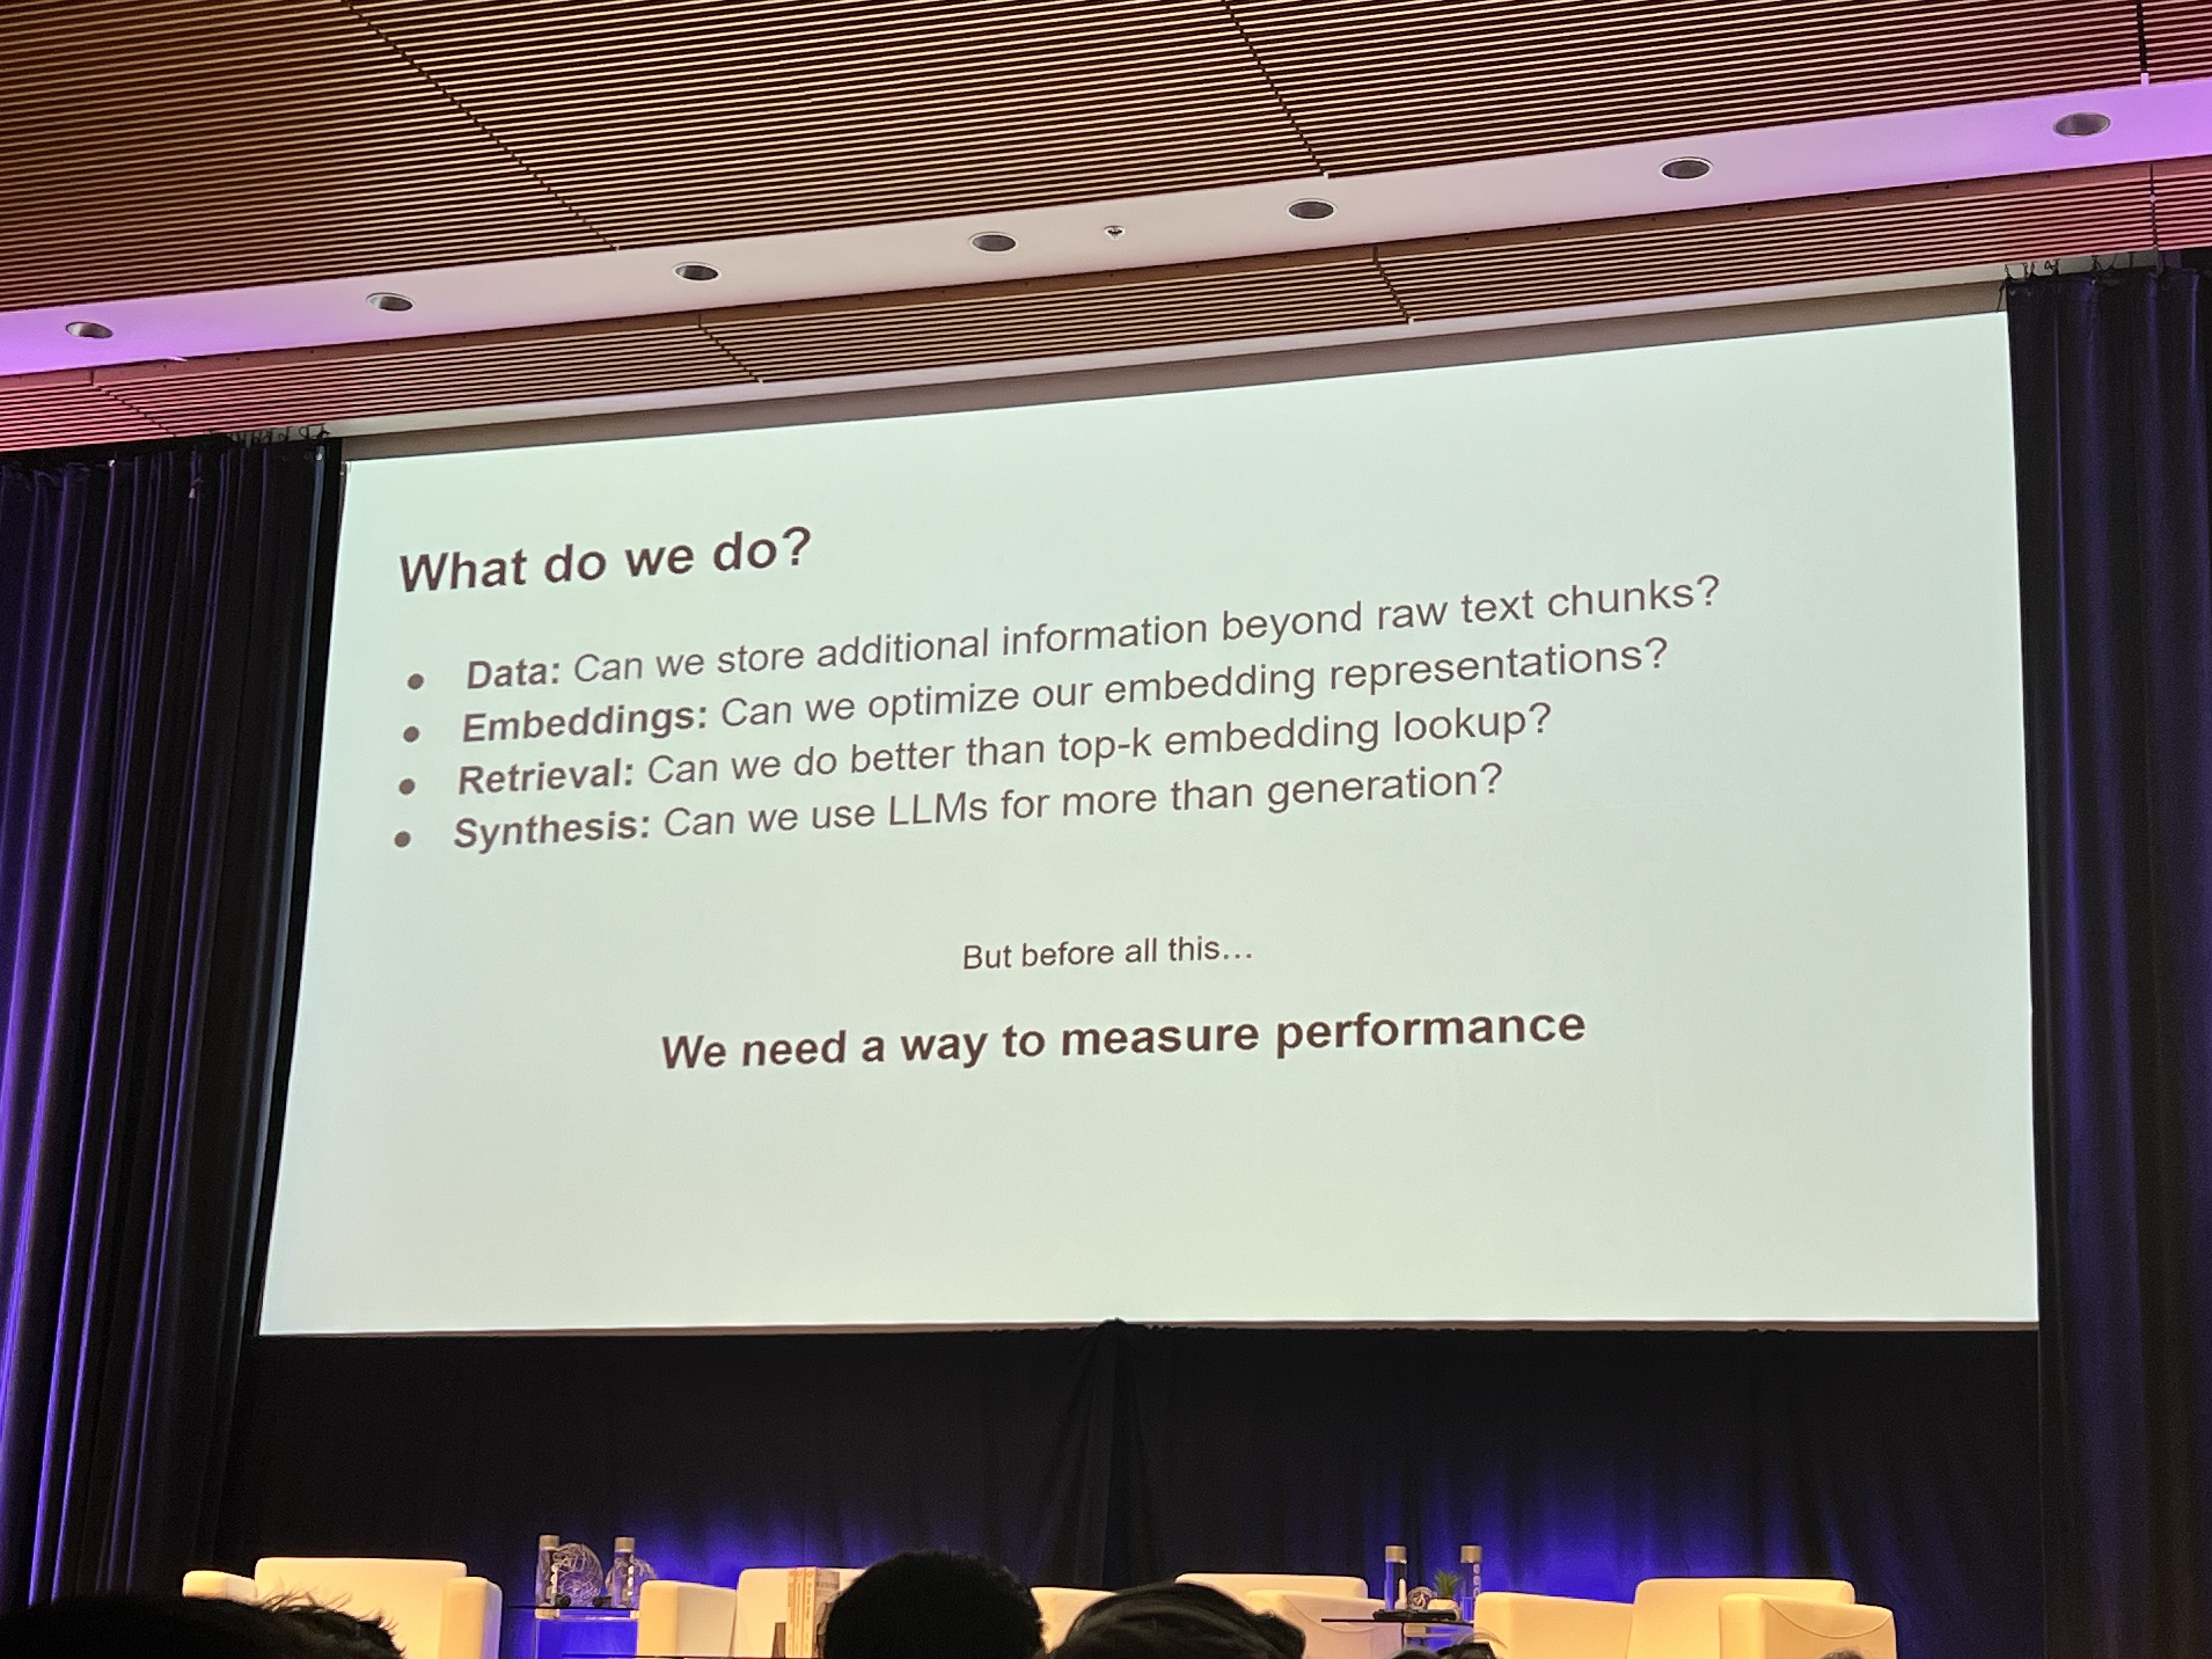 What do we do?
● Data: Can we store additional information beyond raw text chunks?
● Embeddings: Can we optimize our embedding representations?
● Retrieval: Can we do better than top-k embedding lookup?
● Synthesis: Can we use LLMs for more than generation?
But before all this…
We need a way to measure performance